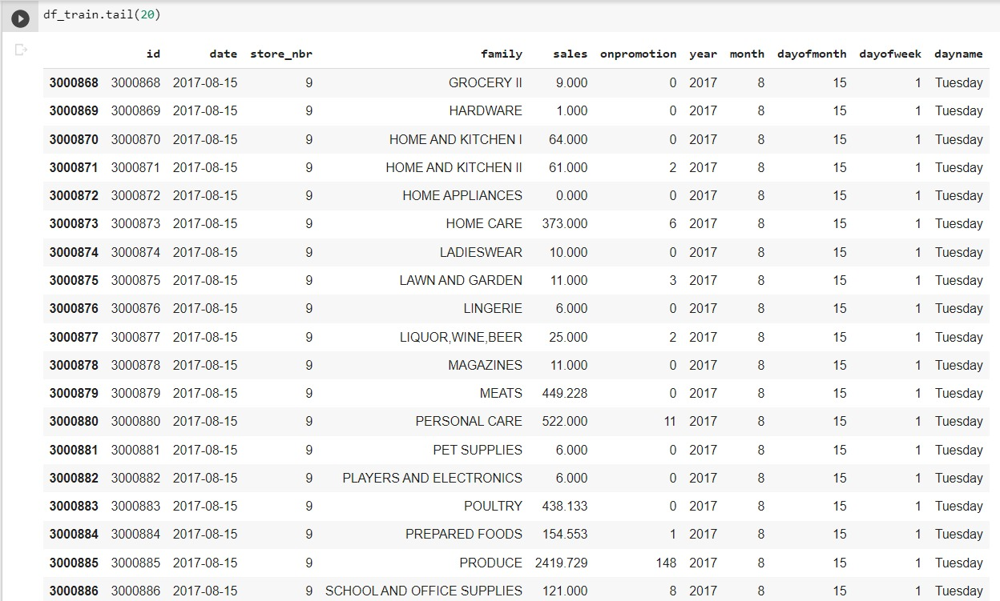 df_train.tail(20)
id date store_nbr family sales onpromotion year month dayofmonth dayofweek dayname
3000868 3000868 2017-08-15 9 GROCERY II 9.000 0 2017 8 15 1 Tuesday
3000869 3000869 2017-08-15 9 HARDWARE 1.000 0 2017 8 15 1 Tuesday
3000870 3000870 2017-08-15 9 HOME AND KITCHEN I 64.000 0 2017 8 15 1 Tuesday
3000871 3000871 2017-08-15 9 HOME AND KITCHEN II 61.000 2 2017 8 15 1 Tuesday
3000872 3000872 2017-08-15 9 HOME APPLIANCES 0.000 0 2017 8 15 1 Tuesday
3000873 3000873 2017-08-15 9 HOME CARE 373.000 6 2017 8 15 1 Tuesday
3000874 3000874 2017-08-15 9 LADIESWEAR 10.000 0 2017 8 15 1 Tuesday
3000875 3000875 2017-08-15 9 LAWN AND GARDEN 11.000 3 2017 8 15 1 Tuesday
3000876 3000876 2017-08-15 9 LINGERIE 6.000 0 2017 8 15 1 Tuesday
3000877 3000877 2017-08-15 9 LIQUOR,WINE,BEER 25.000 2 2017 8 15 1 Tuesday
3000878 3000878 2017-08-15 9 MAGAZINES 11.000 0 2017 8 15 1 Tuesday
3000879 3000879 2017-08-15 9 MEATS 449.228 0 2017 8 15 1 Tuesday
3000880 3000880 2017-08-15 9 PERSONAL CARE 522.000 11 2017 8 15 1 Tuesday
3000881 3000881 2017-08-15 9 PET SUPPLIES 6.000 0 2017 8 15 1 Tuesday
3000882 3000882 2017-08-15 9 PLAYERS AND ELECTRONICS 6.000 0 2017 8 15 1 Tuesday
3000883 3000883 2017-08-15 9 POULTRY 438.133 0 2017 8 15 1 Tuesday
3000884 3000884 2017-08-15 9 PREPARED FOODS 154.553 1 2017 8 15 1 Tuesday
3000885 3000885 2017-08-15 9 PRODUCE 2419.729 148 2017 8 15 1 Tuesday
3000886 3000886 2017-08-15 9 SCHOOL AND OFFICE SUPPLIES 121.000 8 2017 8 15 1 Tuesday